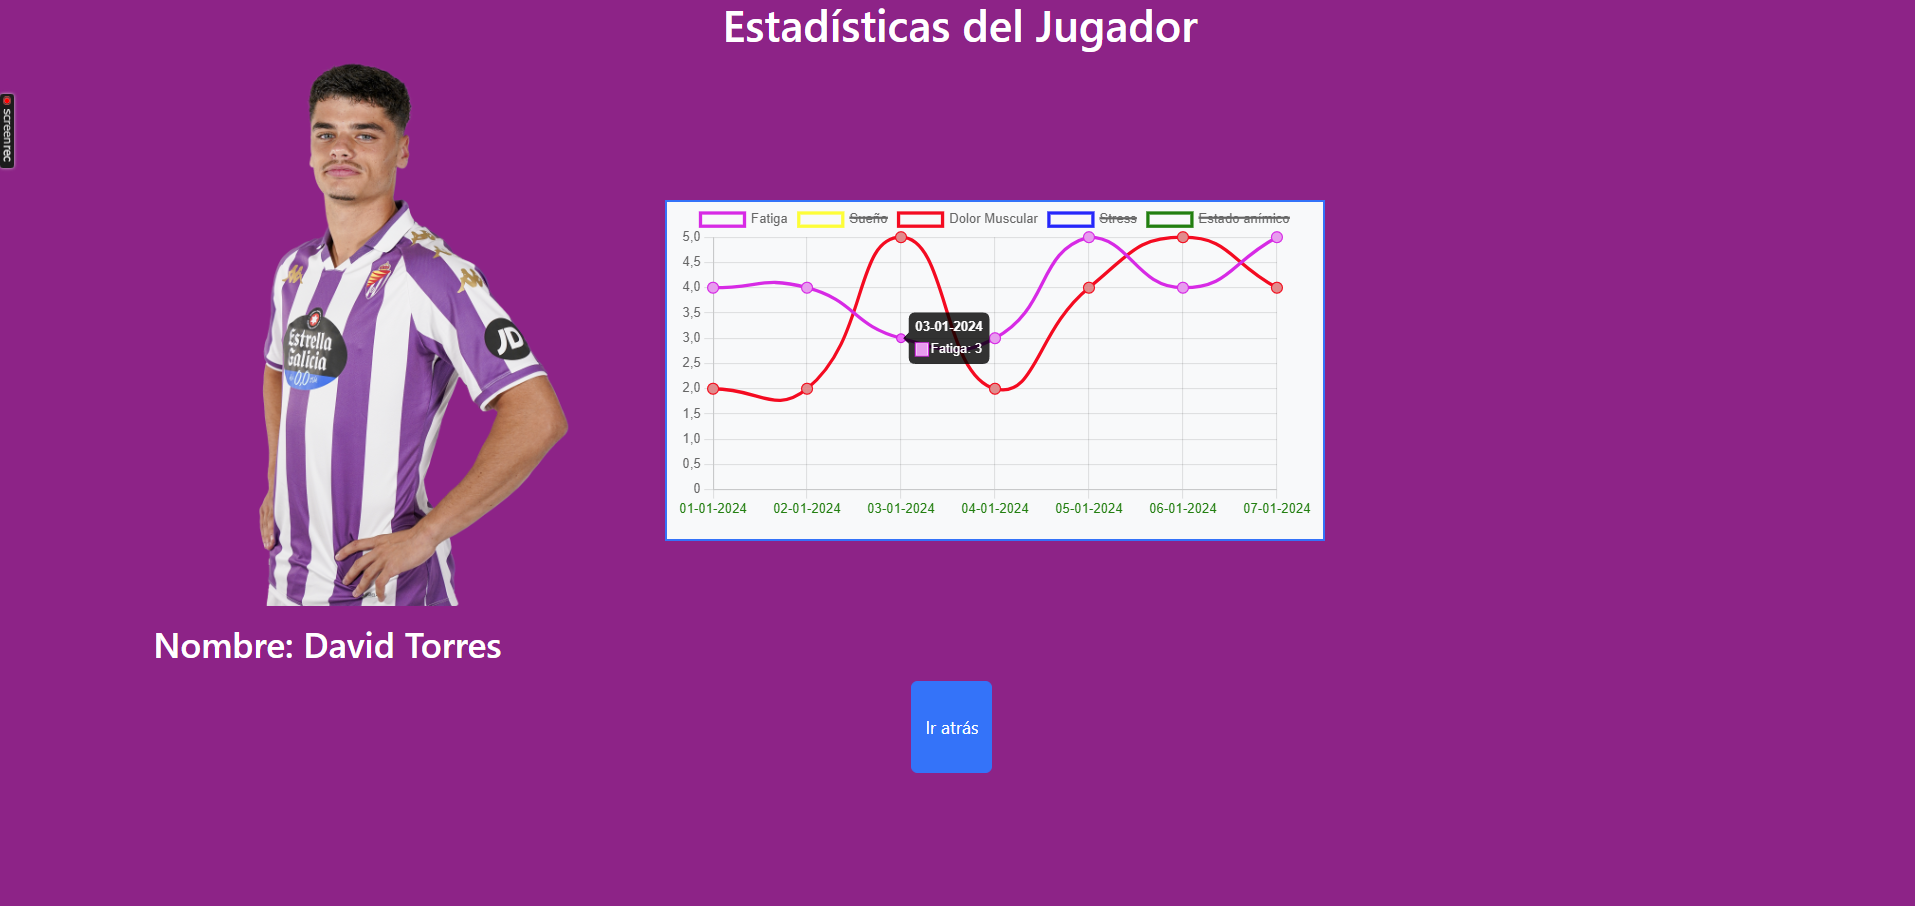 Estadísticas del Jugador
screenrec
Estrella
Galicia
0,0
JD
Nombre: David Torres
Fatiga Sueño Dolor Muscular Stress Estado anímico
5,0
4,5
4,0
3,5
3,0
2,5
2,0
1,5
1,0
0,5
0
03-01-2024
Fatiga: 3
01-01-2024 02-01-2024 03-01-2024 04-01-2024 05-01-2024 06-01-2024 07-01-2024
Ir atrás